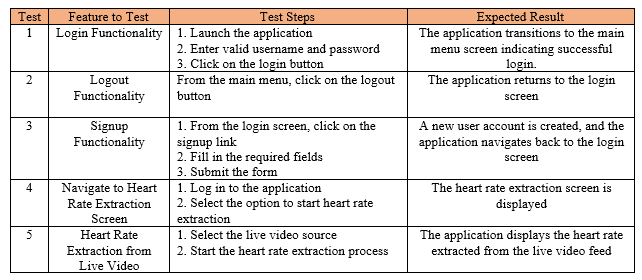 Test Feature to Test Test Steps Expected Result
1 Login Functionality 1. Launch the application The application transitions to the main
2. Enter valid username and password menu screen indicating successful
3. Click on the login button login.
2 Logout From the main menu, click on the logout The application returns to the login
Functionality button screen
3 Signup 1. From the login screen, click on the A new user account is created, and the
Functionality signup link application navigates back to the login
2. Fill in the required fields screen
3. Submit the form
4 Navigate to Heart 1. Log in to the application The heart rate extraction screen is
Rate Extraction 2. Select the option to start heart rate displayed
Screen extraction
5 Heart Rate 1. Select the live video source The application displays the heart rate
Extraction from 2. Start the heart rate extraction process extracted from the live video feed
Live Video